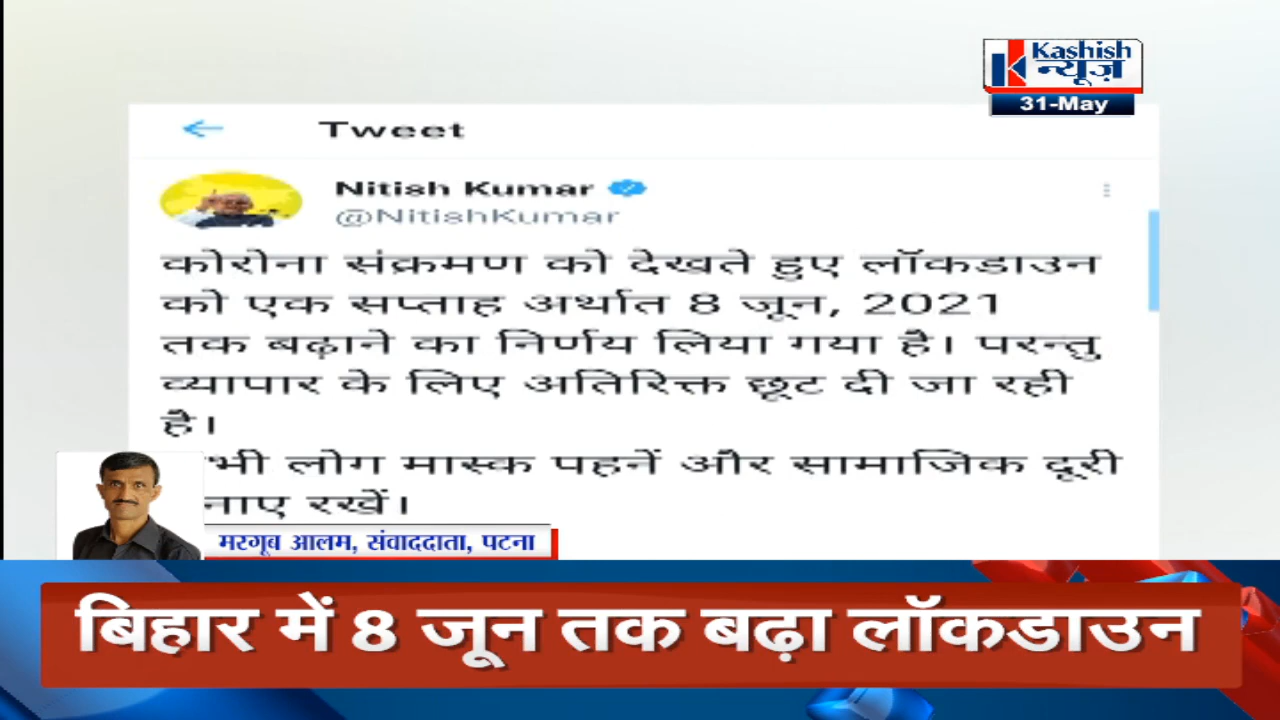 Kashish
न्यूज़
31-May
Tweet
Nitish Kumar
@NitishKumar
कोरोना संक्रमण को देखते हुए लॉकडाउन
को एक सप्ताह अर्थात 8 जून, 2021
तक बढ़ाने का निर्णय लिया गया है। परन्तु
व्यापार के लिए अतिरिक्त छूट दी जा रही
है।
भी लोग मास्क पहनें और सामाजिक दूरी
नाए रखें।
मरगूब आलम, संवाददाता, पटना
बिहार में 8 जून तक बढ़ा लॉकडाउन